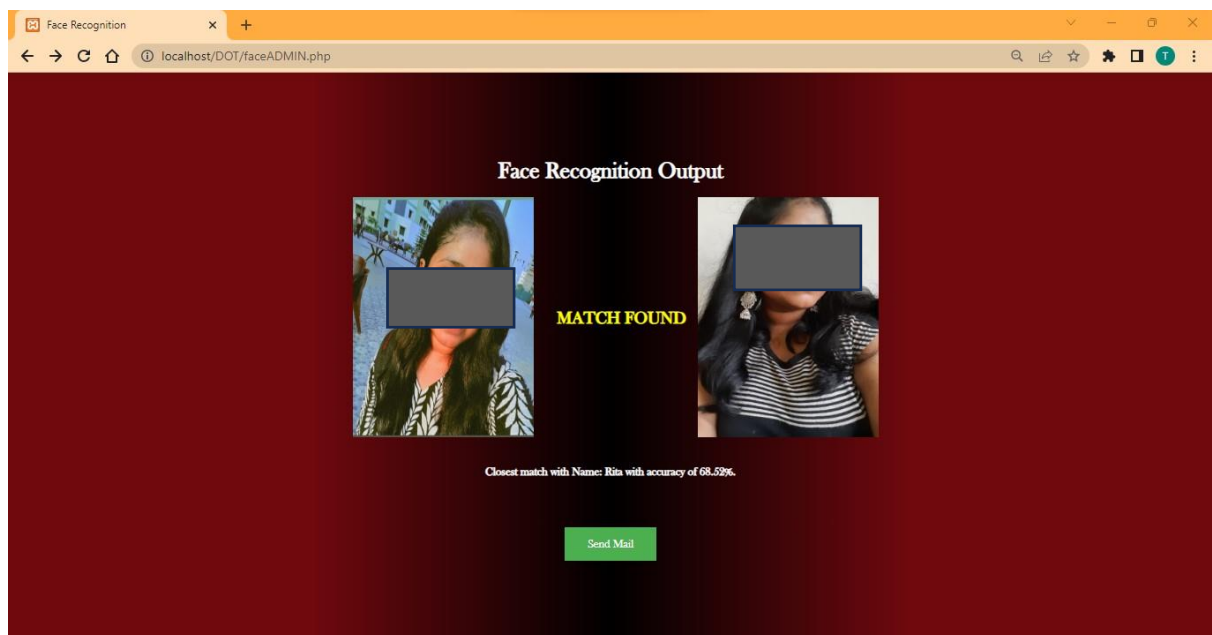 Face Recognition
localhost/DOT/faceADMIN.php
T
Face Recognition Output
MATCH FOUND
Closest match with Name: Rita with accuracy of 68.52%.
Send Mail